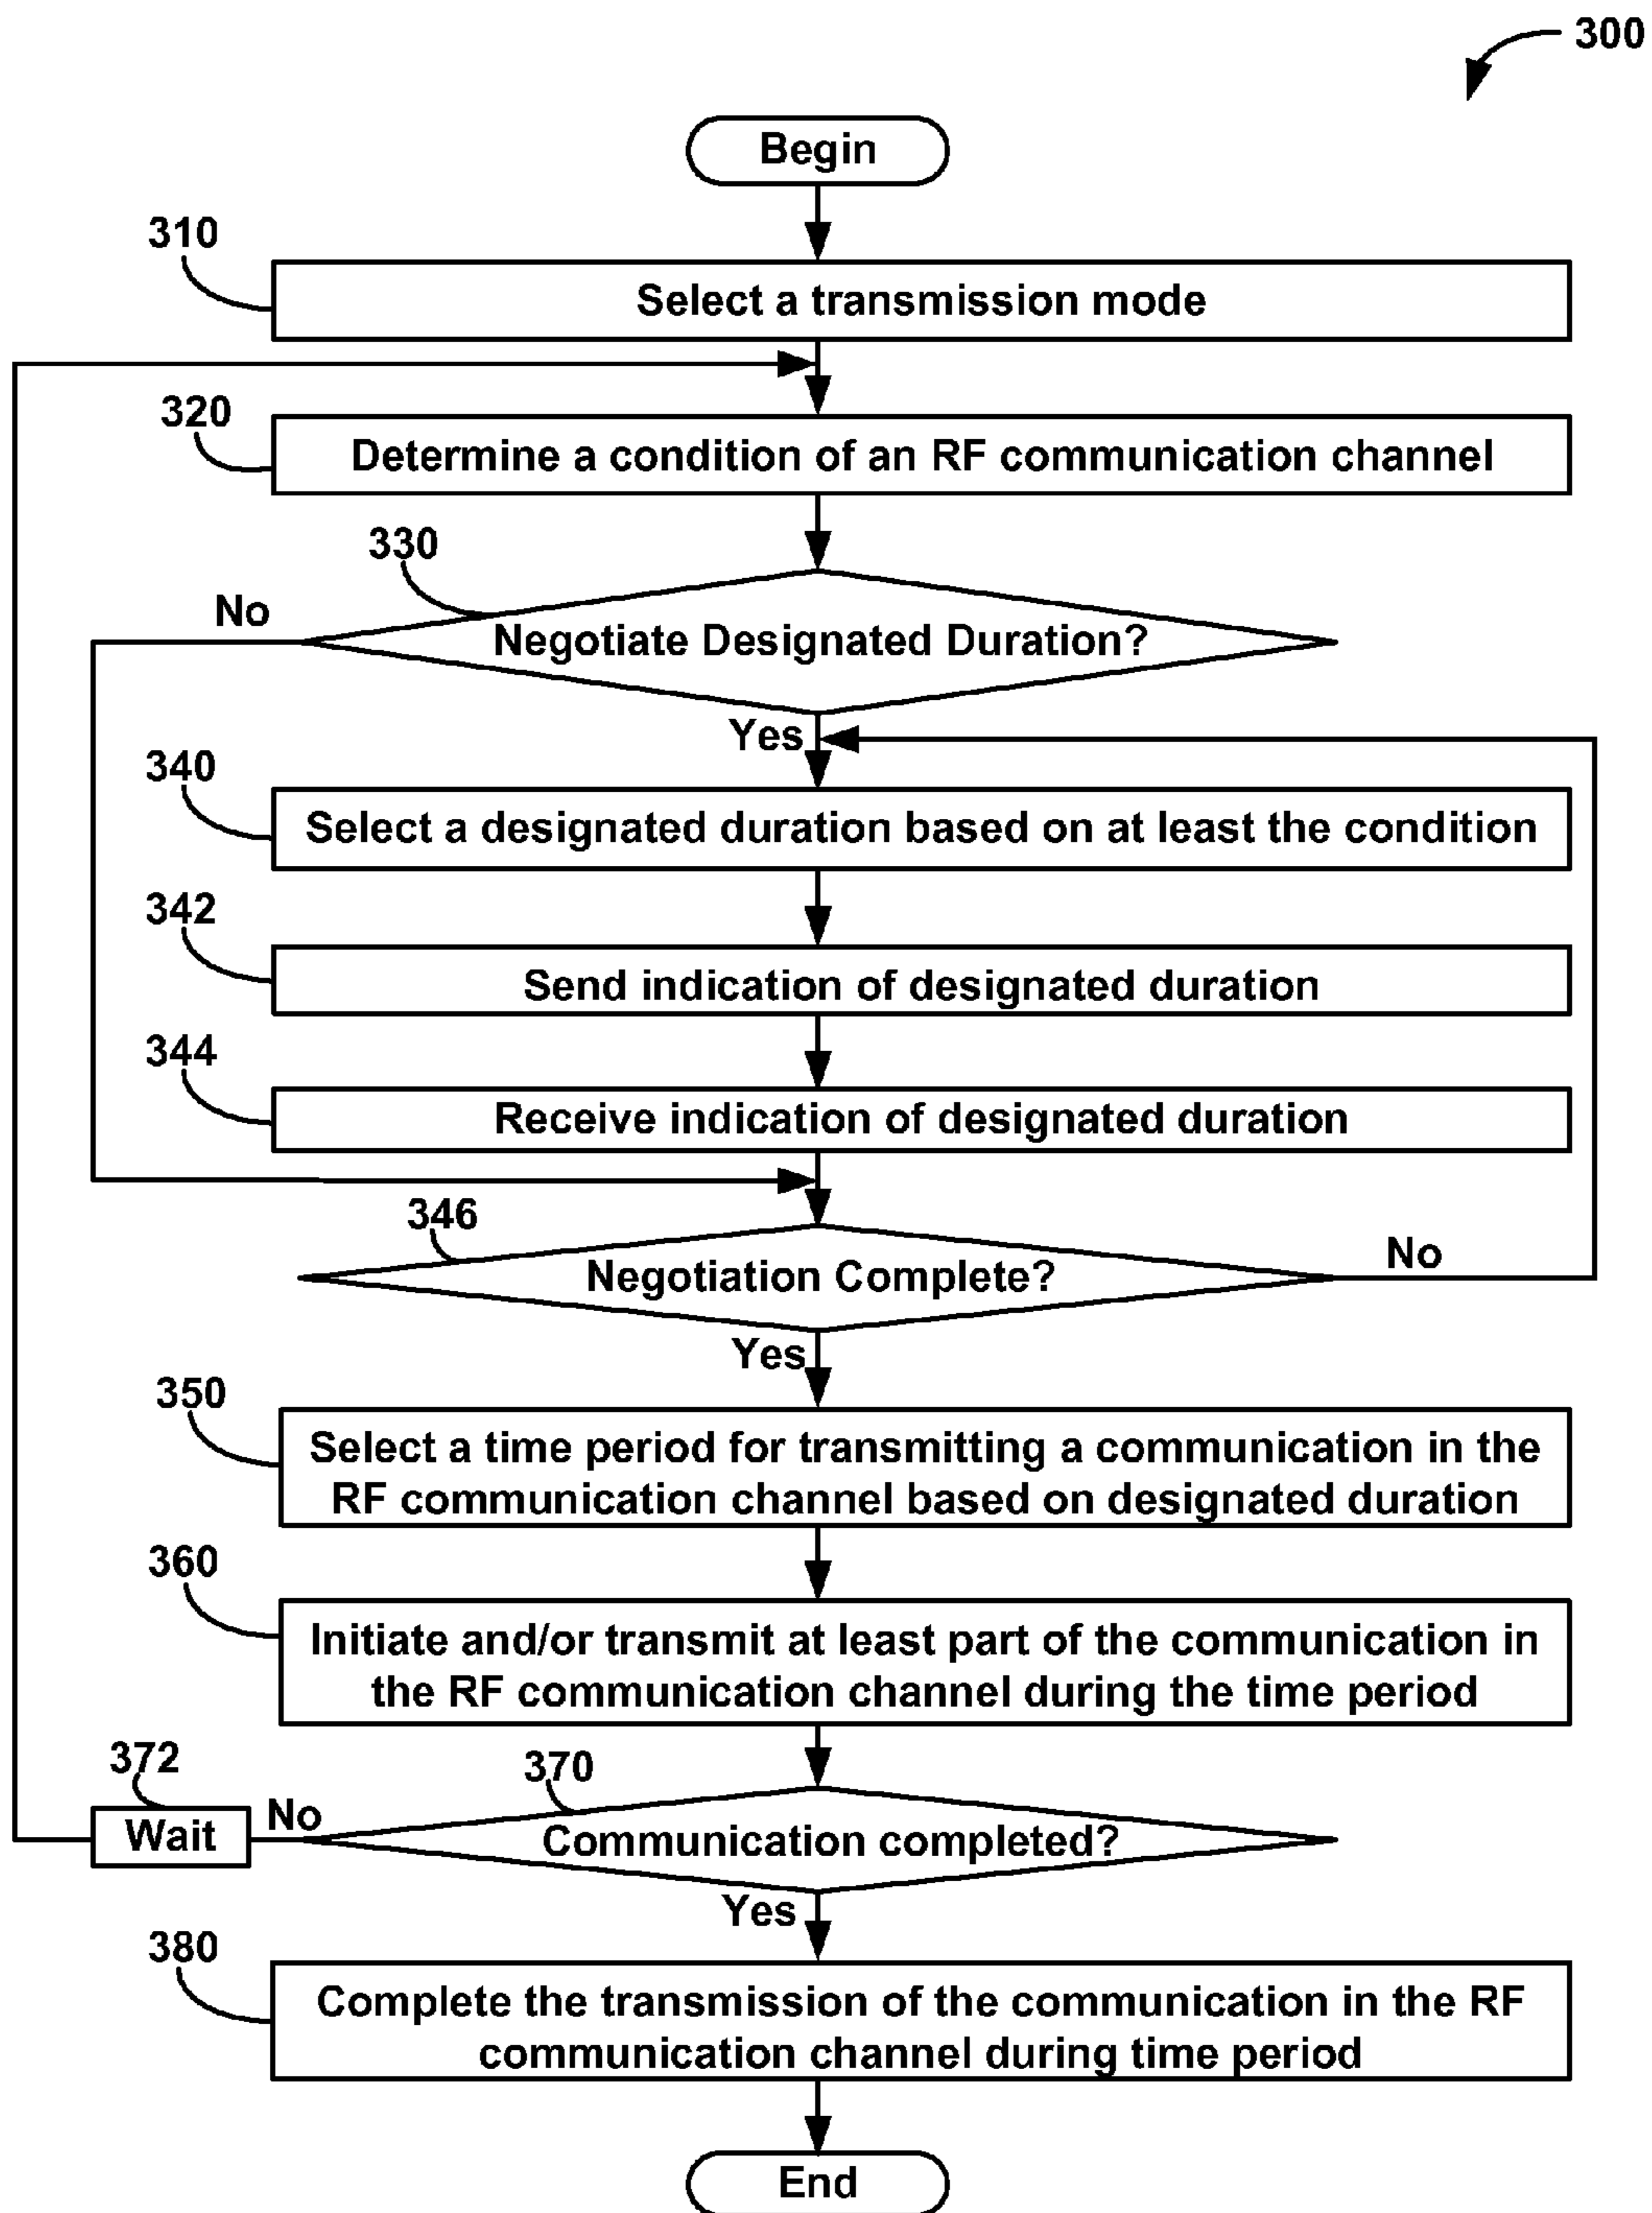 300
Begin
310
Select a transmission mode
320
Determine a condition of an RF communication channel
330
No
Negotiate Designated Duration?
Yes
340
Select a designated duration based on at least the condition
342
Send indication of designated duration
344
Receive indication of designated duration
346
Negotiation Complete?
No
Yes
350
Select a time period for transmitting a communication in the
RF communication channel based on designated duration
360
Initiate and/or transmit at least part of the communication in
the RF communication channel during the time period
372
Wait
No
370
Communication completed?
Yes
380
Complete the transmission of the communication in the RF
communication channel during time period
End